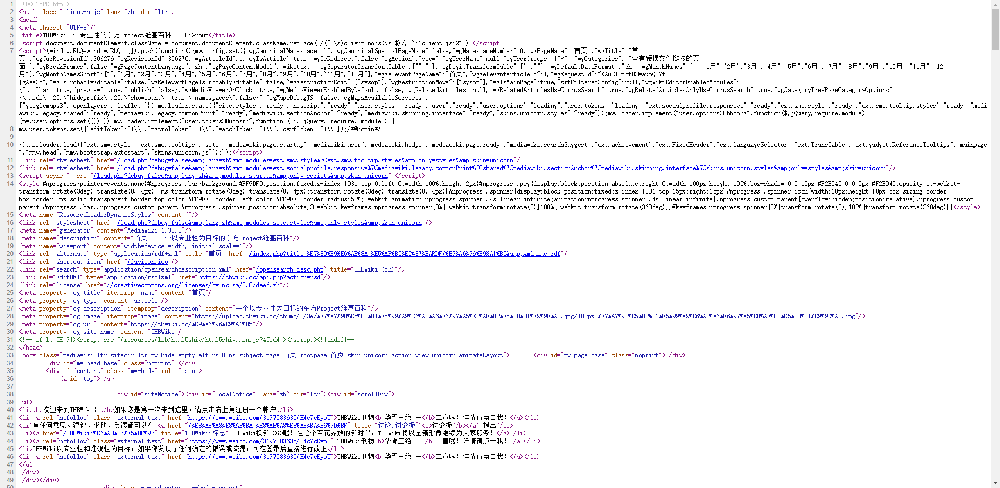 1 <!DOCTYPE html>
2 <html class="client-nojs" lang="zh" dir="ltr">
3 <head>
4 <meta charset="UTF-8"/>
5 <title>THBWiki · 专业性的东方Project维基百科 - TBSGroup</title>
6 <script>document.documentElement.className = document.documentElement.className.replace( /(^|\s)client-nojs(\s|$)/, "$1client-js$2" );</script>
7 <script>(window.RLQ=window.RLQ||[]).push(function(){mw.config.set({"wgCanonicalNamespace":"","wgCanonicalSpecialPageName":false,"wgNamespaceNumber":0,"wgPageName":"首页","wgTitle":"首
页","wgCurRevisionId":306276,"wgRevisionId":306276,"wgArticleId":1,"wgIsArticle":true,"wgIsRedirect":false,"wgAction":"view","wgUserName":null,"wgUserGroups":["*"],"wgCategories":["含有受损文件链接的页
面"],"wgBreakFrames":false,"wgPageContentLanguage":"zh","wgPageContentModel":"wikitext","wgSeparatorTransformTable":["",""],"wgDigitTransformTable":["",""],"wgDefaultDateFormat":"zh","wgMonthNames":["","1月","2月","3月","4月","5月","6月","7月","8月","9月","10月","11月","12
月"],"wgMonthNamesShort":["","1月","2月","3月","4月","5月","6月","7月","8月","9月","10月","11月","12月"],"wgRelevantPageName":"首页","wgRelevantArticleId":1,"wgRequestId":"XAuEILmdt0@wau5Q2Yf-
JgAAACc","wgIsProbablyEditable":false,"wgRelevantPageIsProbablyEditable":false,"wgRestrictionEdit":["sysop"],"wgRestrictionMove":["sysop"],"wgIsMainPage":true,"srfFilteredConfig":null,"wgWikiEditorEnabledModules":
{"toolbar":true,"preview":true,"publish":false},"wgMediaViewerOnClick":true,"wgMediaViewerEnabledByDefault":false,"wgRelatedArticles":null,"wgRelatedArticlesUseCirrusSearch":true,"wgRelatedArticlesOnlyUseCirrusSearch":true,"wgCategoryTreePageCategoryOptions":"
{\"mode\":20,\"hideprefix\":20,\"showcount\":true,\"namespaces\":false}","egMapsDebugJS":false,"egMapsAvailableServices":
["googlemaps3","openlayers","leaflet"]});mw.loader.state({"site.styles":"ready","noscript":"ready","user.styles":"ready","user":"ready","user.options":"loading","user.tokens":"loading","ext.socialprofile.responsive":"ready","ext.smw.style":"ready","ext.smw.tooltip.styles":"ready","medi
awiki.legacy.shared":"ready","mediawiki.legacy.commonPrint":"ready","mediawiki.sectionAnchor":"ready","mediawiki.skinning.interface":"ready","skins.unicorn.styles":"ready"});mw.loader.implement("user.options@0bhc5ha",function($,jQuery,require,module)
{mw.user.options.set([]);});mw.loader.implement("user.tokens@0uqosrj",function ( $, jQuery, require, module ) {
8 mw.user.tokens.set({"editToken":"+\\","patrolToken":"+\\","watchToken":"+\\","csrfToken":"+\\"});/*@nomin*/
9
10 });mw.loader.load(["ext.smw.style","ext.smw.tooltips","site","mediawiki.page.startup","mediawiki.user","mediawiki.hidpi","mediawiki.page.ready","mediawiki.searchSuggest","ext.achievement","ext.FixedHeader","ext.languageSelector","ext.TransTable","ext.gadget.ReferenceTooltips","mainpage
","mmv.head","mmv.bootstrap.autostart","skins.unicorn.js"]);});</script>
11 <link rel="stylesheet" href="/load.php?debug=false&amp;lang=zh&amp;modules=ext.smw.style%7Cext.smw.tooltip.styles&amp;only=styles&amp;skin=unicorn"/>
12 <link rel="stylesheet" href="/load.php?debug=false&amp;lang=zh&amp;modules=ext.socialprofile.responsive%7Cmediawiki.legacy.commonPrint%2Cshared%7Cmediawiki.sectionAnchor%7Cmediawiki.skinning.interface%7Cskins.unicorn.styles&amp;only=styles&amp;skin=unicorn"/>
13 <script async="" src="/load.php?debug=false&amp;lang=zh&amp;modules=startup&amp;only=scripts&amp;skin=unicorn"></script>
14 <style>#nprogress{pointer-events:none}#nprogress .bar{background:#FF9DF0;position:fixed;z-index:1031;top:0;left:0;width:100%;height:2px}#nprogress .peg{display:block;position:absolute;right:0;width:100px;height:100%;box-shadow:0 0 10px #F2B040,0 0 5px #F2B040;opacity:1;-webkit-
transform:rotate(3deg) translate(0,-4px);-ms-transform:rotate(3deg) translate(0,-4px);transform:rotate(3deg) translate(0,-4px)}#nprogress .spinner{display:block;position:fixed;z-index:1031;top:15px;right:15px}#nprogress .spinner-icon{width:18px;height:18px;box-sizing:border-
box;border:2px solid transparent;border-top-color:#FF9DF0;border-left-color:#FF9DF0;border-radius:50%;-webkit-animation:nprogress-spinner .4s linear infinite;animation:nprogress-spinner .4s linear infinite}.nprogress-custom-parent{overflow:hidden;position:relative}.nprogress-custom-
parent #nprogress .bar,.nprogress-custom-parent #nprogress .spinner{position:absolute}@-webkit-keyframes nprogress-spinner{0%{-webkit-transform:rotate(0)}100%{-webkit-transform:rotate(360deg)}}@keyframes nprogress-spinner{0%{transform:rotate(0)}100%{transform:rotate(360deg)}}</style>
15 <meta name="ResourceLoaderDynamicStyles" content=""/>
16 <link rel="stylesheet" href="/load.php?debug=false&amp;lang=zh&amp;modules=site.styles&amp;only=styles&amp;skin=unicorn"/>
17 <meta name="generator" content="MediaWiki 1.30.0"/>
18 <meta name="description" content="首页 - 一个以专业性为目标的东方Project维基百科"/>
19 <meta name="viewport" content="width=device-width, initial-scale=1"/>
20 <link rel="alternate" type="application/rdf+xml" title="首页" href="/index.php?title=%E7%89%B9%E6%AE%8A:%E5%AF%BC%E5%87%BARDF/%E9%A6%96%E9%A1%B5&amp;xmlmime=rdf"/>
21 <link rel="shortcut icon" href="/favicon.ico"/>
22 <link rel="search" type="application/opensearchdescription+xml" href="/opensearch_desc.php" title="THBWiki (zh)"/>
23 <link rel="EditURI" type="application/rsd+xml" href="https://thwiki.cc/api.php?action=rsd"/>
24 <link rel="license" href="//creativecommons.org/licenses/by-nc-sa/3.0/deed.zh"/>
25 <meta property="og:title" itemprop="name" content="首页"/>
26 <meta property="og:type" content="article"/>
27 <meta property="og:description" itemprop="description" content="一个以专业性为目标的东方Project维基百科"/>
28 <meta property="og:image" itemprop="image" content="https://upload.thwiki.cc/thumb/3/3e/%E7%A7%98%E5%B0%81%E5%99%A9%E6%A2%A6%E6%97%A5%E8%AE%B0%E5%B0%81%E9%9D%A2.jpg/100px-%E7%A7%98%E5%B0%81%E5%99%A9%E6%A2%A6%E6%97%A5%E8%AE%B0%E5%B0%81%E9%9D%A2.jpg"/>
29 <meta property="og:url" content="https://thwiki.cc/%E9%A6%96%E9%A1%B5"/>
30 <meta property="og:site_name" content="THBWiki"/>
31 <!--[if lt IE 9]><script src="/resources/lib/html5shiv/html5shiv.min.js?40bd4"></script><![endif]-->
32 </head>
33 <body class="mediawiki ltr sitedir-ltr mw-hide-empty-elt ns-0 ns-subject page-首页 rootpage-首页 skin-unicorn action-view unicorn-animateLayout"> <div id="mw-page-base" class="noprint"></div>
34 <div id="mw-head-base" class="noprint"></div>
35 <div id="content" class="mw-body" role="main">
36 <a id="top"></a>
37
38 <div id="siteNotice"><div id="localNotice" lang="zh" dir="ltr"><div id="scrollDiv">
39 <ul>
40 <li><b>欢迎来到THBWiki！</b>如果您是第一次来到这里，请点击右上角注册一个帐户</li>
41 <li><a rel="nofollow" class="external text" href="https://www.weibo.com/3197083635/H4c7cEyoU">THBWiki刊物<b>华胥三绝 一</b>二宣啦！详情请点击我！</a></li>
42 <li>有任何意见、建议、求助、反馈都可以在 <a href="/%E8%AE%A8%E8%AE%BA:%E8%AE%A8%E8%AE%BA%E6%9D%BF" title="讨论:讨论板"><b>讨论板</b></a> 提出</li>
43 <li><a href="/THBWiki:%E6%A0%87%E5%BF%97" title="THBWiki:标志">THBWiki换新LOGO啦！在这个百花齐放的新时代，THBWiki将以全新形象继续为大家服务！</a></li>
44 <li><a rel="nofollow" class="external text" href="https://www.weibo.com/3197083635/H4c7cEyoU">THBWiki刊物<b>华胥三绝 一</b>二宣啦！详情请点击我！</a></li>
45 <li>THBWiki以专业性和准确性为目标，如果你发现了任何确定的错误或疏漏，可在登录后直接进行改正</li>
46 <li><a rel="nofollow" class="external text" href="https://www.weibo.com/3197083635/H4c7cEyoU">THBWiki刊物<b>华胥三绝 一</b>二宣啦！详情请点击我！</a></li>
47 </ul>
48 </div>
49 </div></div>
50 <div class="mw-indicators mw-body-content">